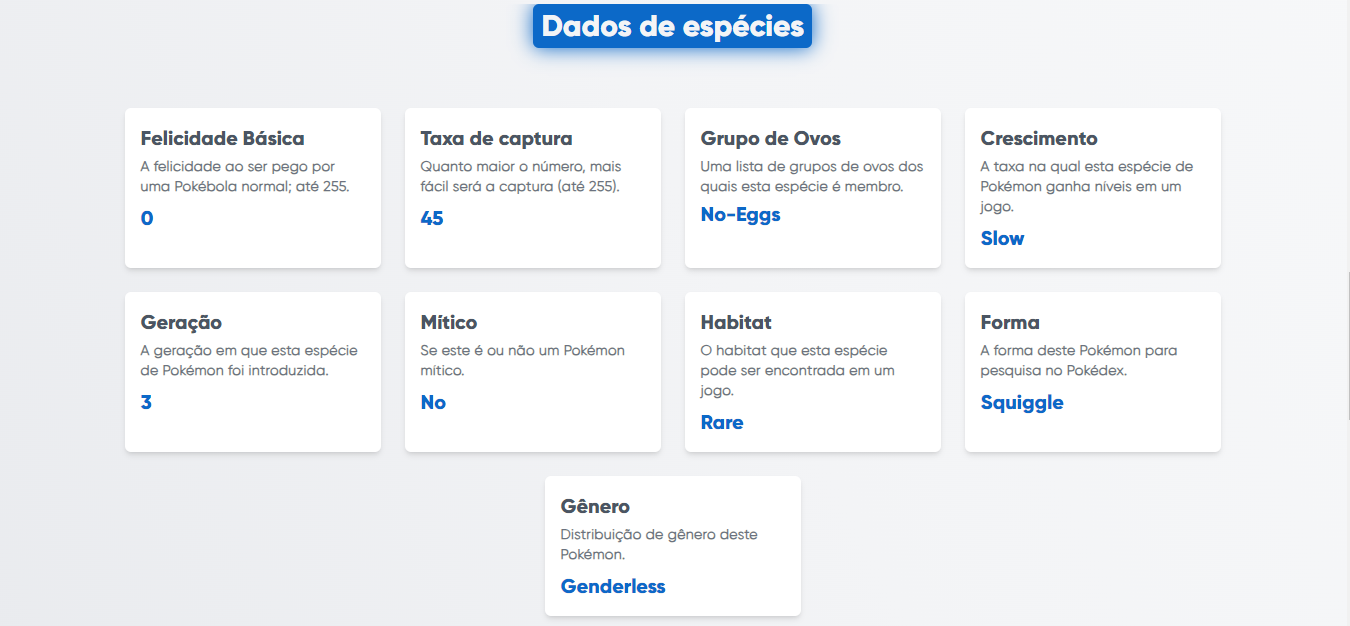 Dados de espécies
Felicidade Básica
A felicidade ao ser pego por
uma Pokébola normal; até 255.
0
Taxa de captura
Quanto maior o número, mais
fácil será a captura (até 255).
45
Grupo de Ovos
Uma lista de grupos de ovos dos
quais esta espécie é membro.
No-Eggs
Crescimento
A taxa na qual esta espécie de
Pokémon ganha níveis em um
jogo.
Slow
Geração
A geração em que esta espécie
de Pokémon foi introduzida.
3
Mítico
Se este é ou não um Pokémon
mítico.
No
Habitat
O habitat que esta espécie
pode ser encontrada em um
jogo.
Rare
Forma
A forma deste Pokémon para
pesquisa no Pokédex.
Squiggle
Gênero
Distribuição de gênero deste
Pokémon.
Genderless